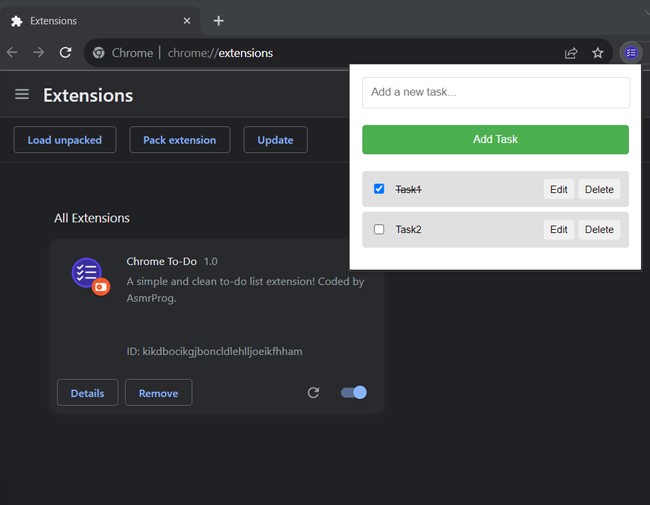 Extensions
Chrome | chrome://extensions
Extensions
Load unpacked
Pack extension
Update
All Extensions
Chrome To-Do 1.0
A simple and clean to-do list extension! Coded by
AsmrProg.
ID: kikdbocikgjboncldlehlljoeikfhham
Details
Remove
Add a new task...
Add Task
Task1 Edit Delete
Task2 Edit Delete